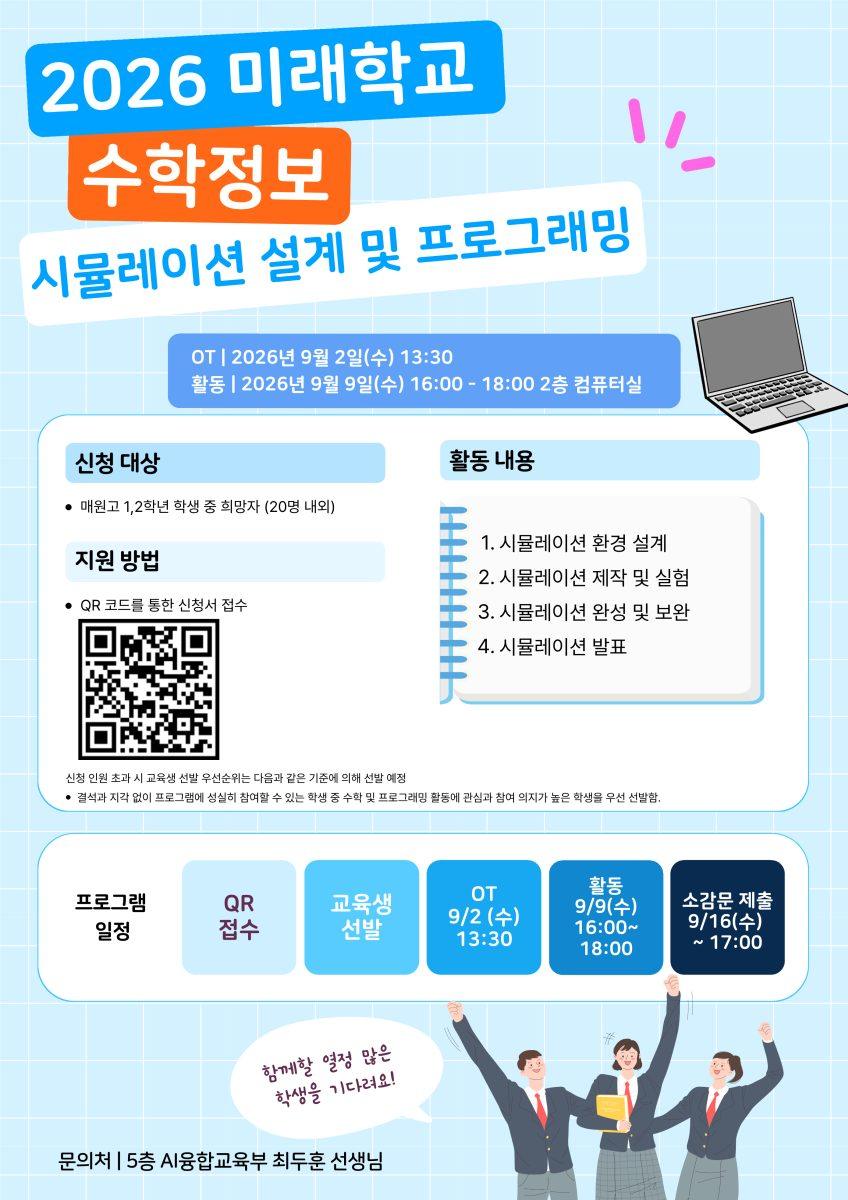 2026 미래학교
수학정보
시뮬레이션 설계 및 프로그래밍
OT | 2026년 9월 2일(수) 13:30
활동 | 2026년 9월 9일(수) 16:00 - 18:00 2층 컴퓨터실
신청 대상
• 매원고 1,2학년 학생 중 희망자 (20명 내외)
지원 방법
• QR 코드를 통한 신청서 접수
활동 내용
1. 시뮬레이션 환경 설계
2. 시뮬레이션 제작 및 실험
3. 시뮬레이션 완성 및 보완
4. 시뮬레이션 발표
신청 인원 초과 시 교육생 선발 우선순위는 다음과 같은 기준에 의해 선발 예정
• 결석과 지각 없이 프로그램에 성실히 참여할 수 있는 학생 중 수학 및 프로그래밍 활동에 관심과 참여 의지가 높은 학생을 우선 선발함.
프로그램
일정
QR
접수
교육생
선발
OT
9/2 (수)
13:30
활동
9/9(수)
16:00~
18:00
소감문 제출
9/16(수)
~ 17:00
함께할 열정 많은
학생을 기다려요!
문의처 | 5층 AI융합교육부 최두훈 선생님